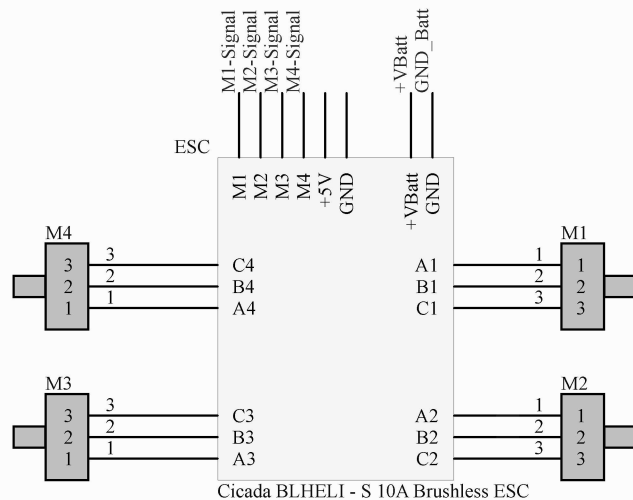 M1-Signal
M2-Signal
M3-Signal
M4-Signal
+VBatt
GND_Batt
ESC
M1
M2
M3
M4
+5V
GND
+VBatt
GND
M4
3
2
1
3
2
1
C4
B4
A4
A1
B1
C1
1
2
3
M1
1
2
3
M3
3
2
1
3
2
1
C3
B3
A3
A2
B2
C2
1
2
3
M2
1
2
3
Cicada BLHELI - S 10A Brushless ESC